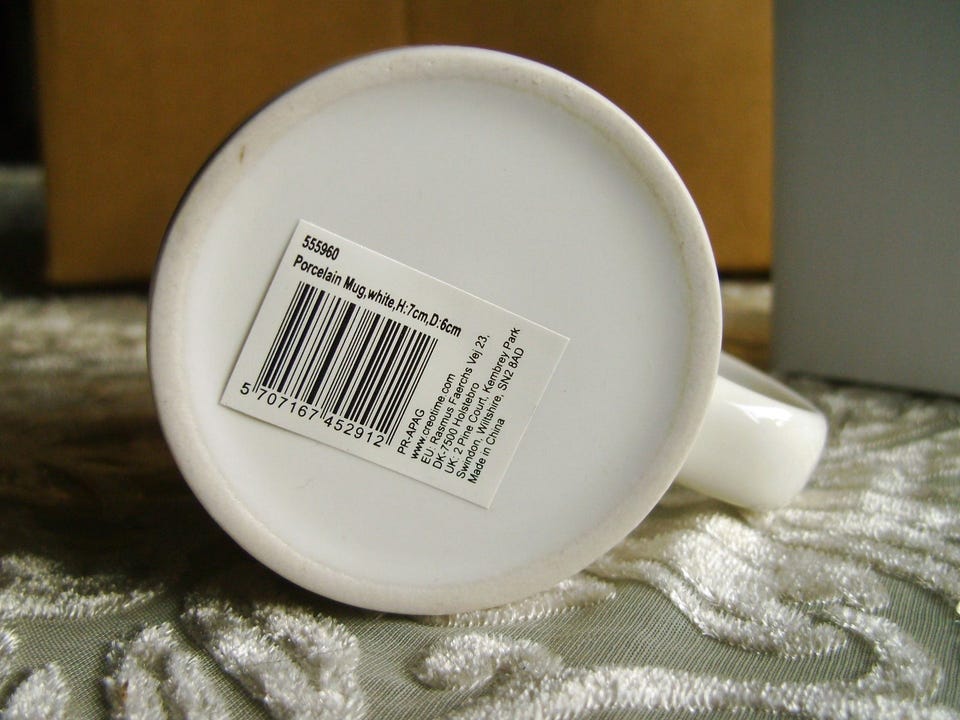 555960
Porcelain Mug,white,H:7cm,D:6cm
5 707167 452912
PR-APAG
www.creotime.com
EU: Rasmus Faerchs Vej 23,
DK-7500 Holstebro
UK: 2 Pine Court, Kembrey Park
Swindon, Wiltshire, SN2 8AD
Made in China